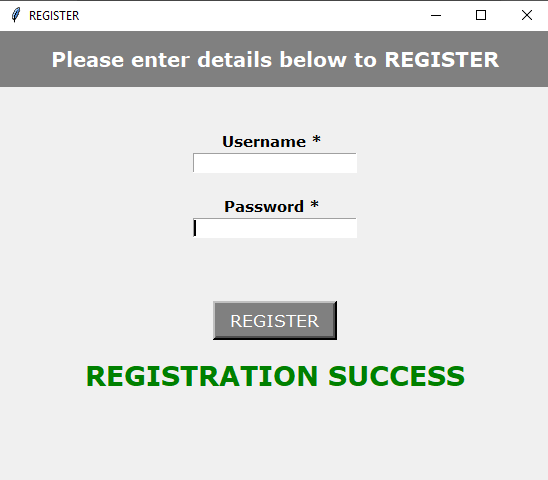 REGISTER
Please enter details below to REGISTER
Username *
Password *
REGISTER
REGISTRATION SUCCESS